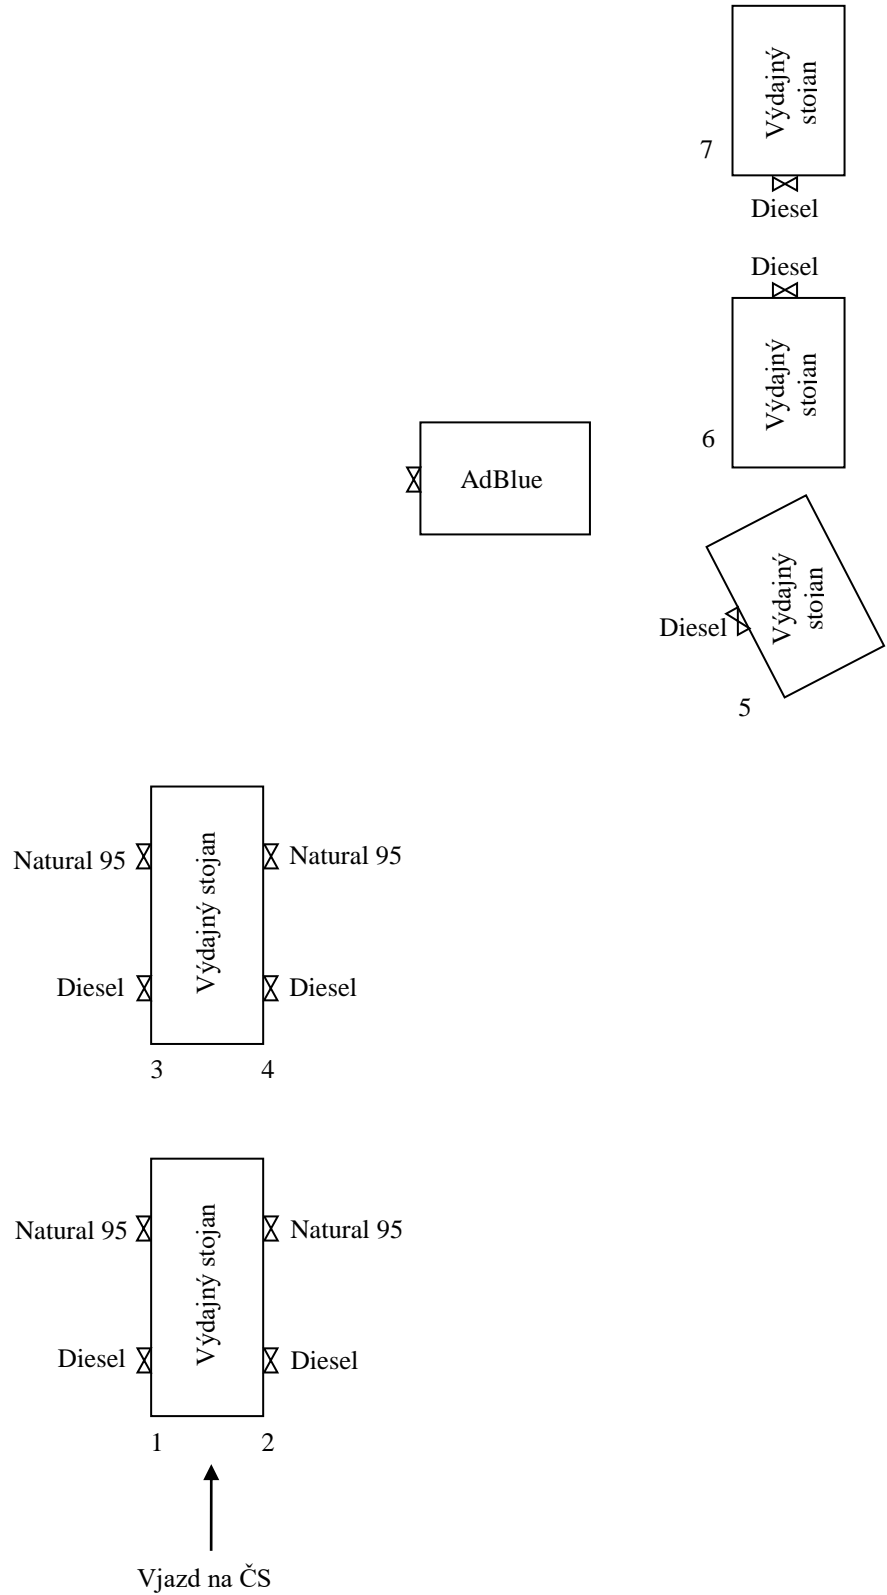 Výdajný
stojan
7
Diesel
Diesel
Výdajný
stojan
6
AdBlue
Výdajný
stojan
Diesel
5
Výdajný stojan
Natural 95
Natural 95
Diesel
Diesel
3
4
Výdajný stojan
Natural 95
Natural 95
Diesel
Diesel
1
2
Vjazd na ČS